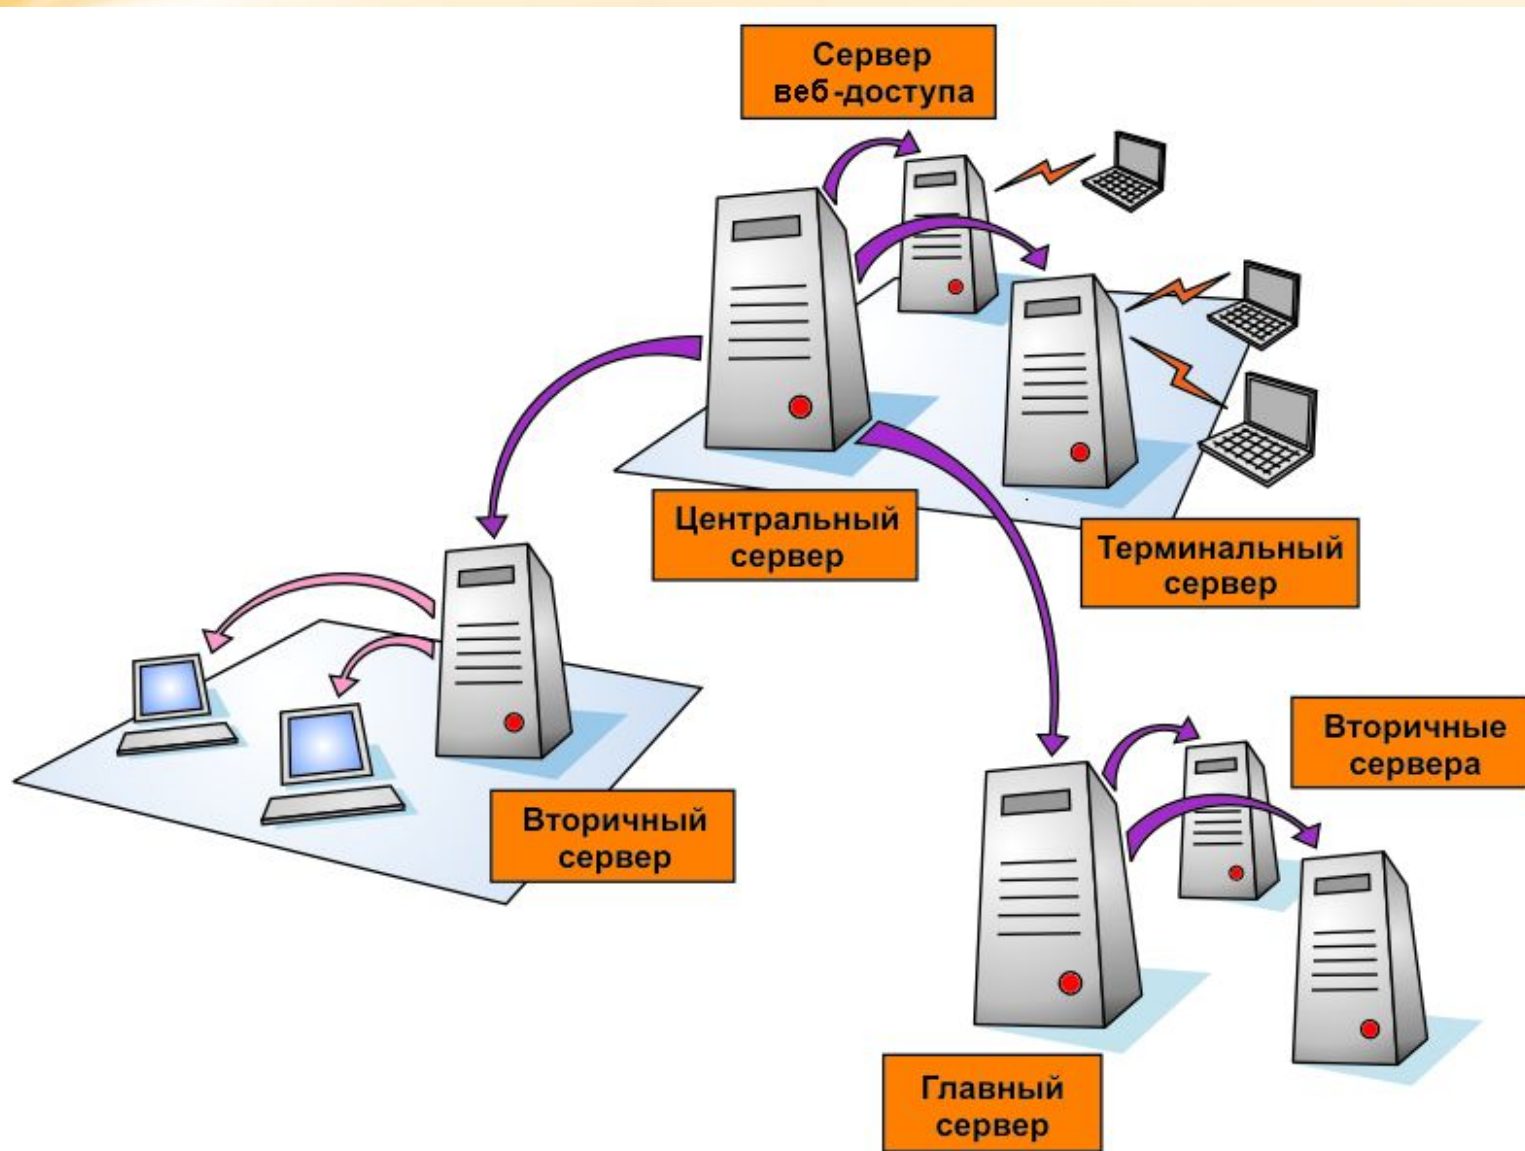 Сервер
веб-доступа
Центральный
сервер
Терминальный
сервер
Вторичный
сервер
Вторичные
сервера
Главный
сервер